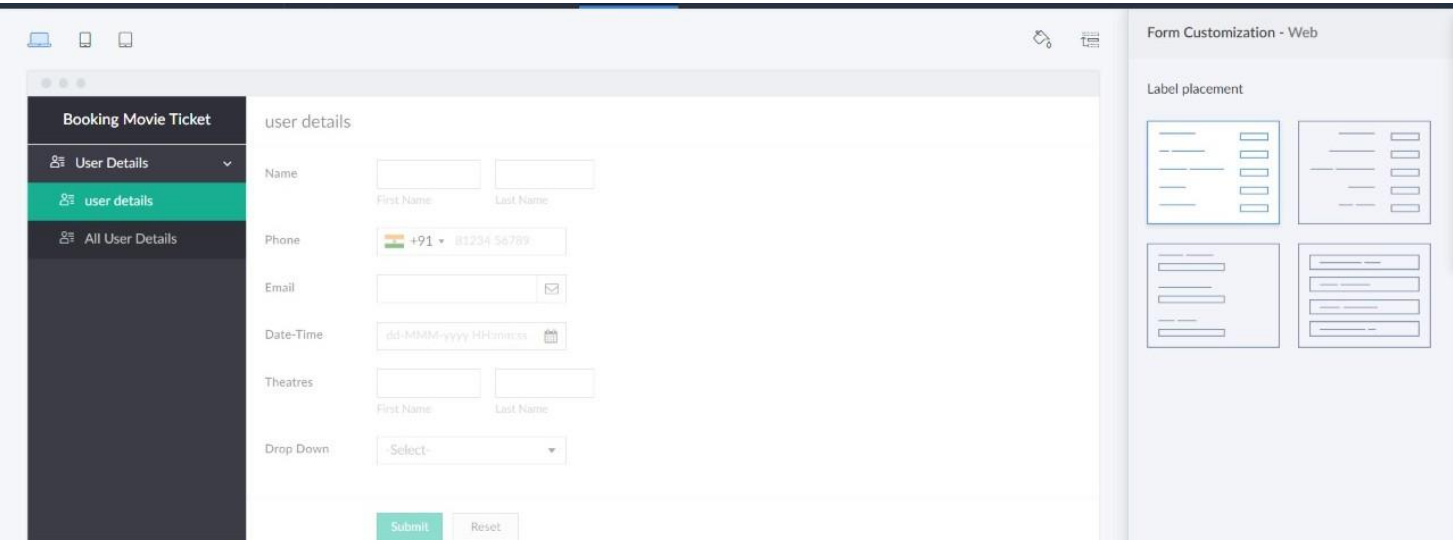 Form Customization - Web
Label placement
Booking Movie Ticket
User Details
user details
All User Details
user details
Name
First Name
Last Name
Phone
+91
81234 56789
Email
Date-Time
dd-MMM-yyyy HH:mm:ss
Theatres
First Name
Last Name
Drop Down
-Select-
Submit
Reset